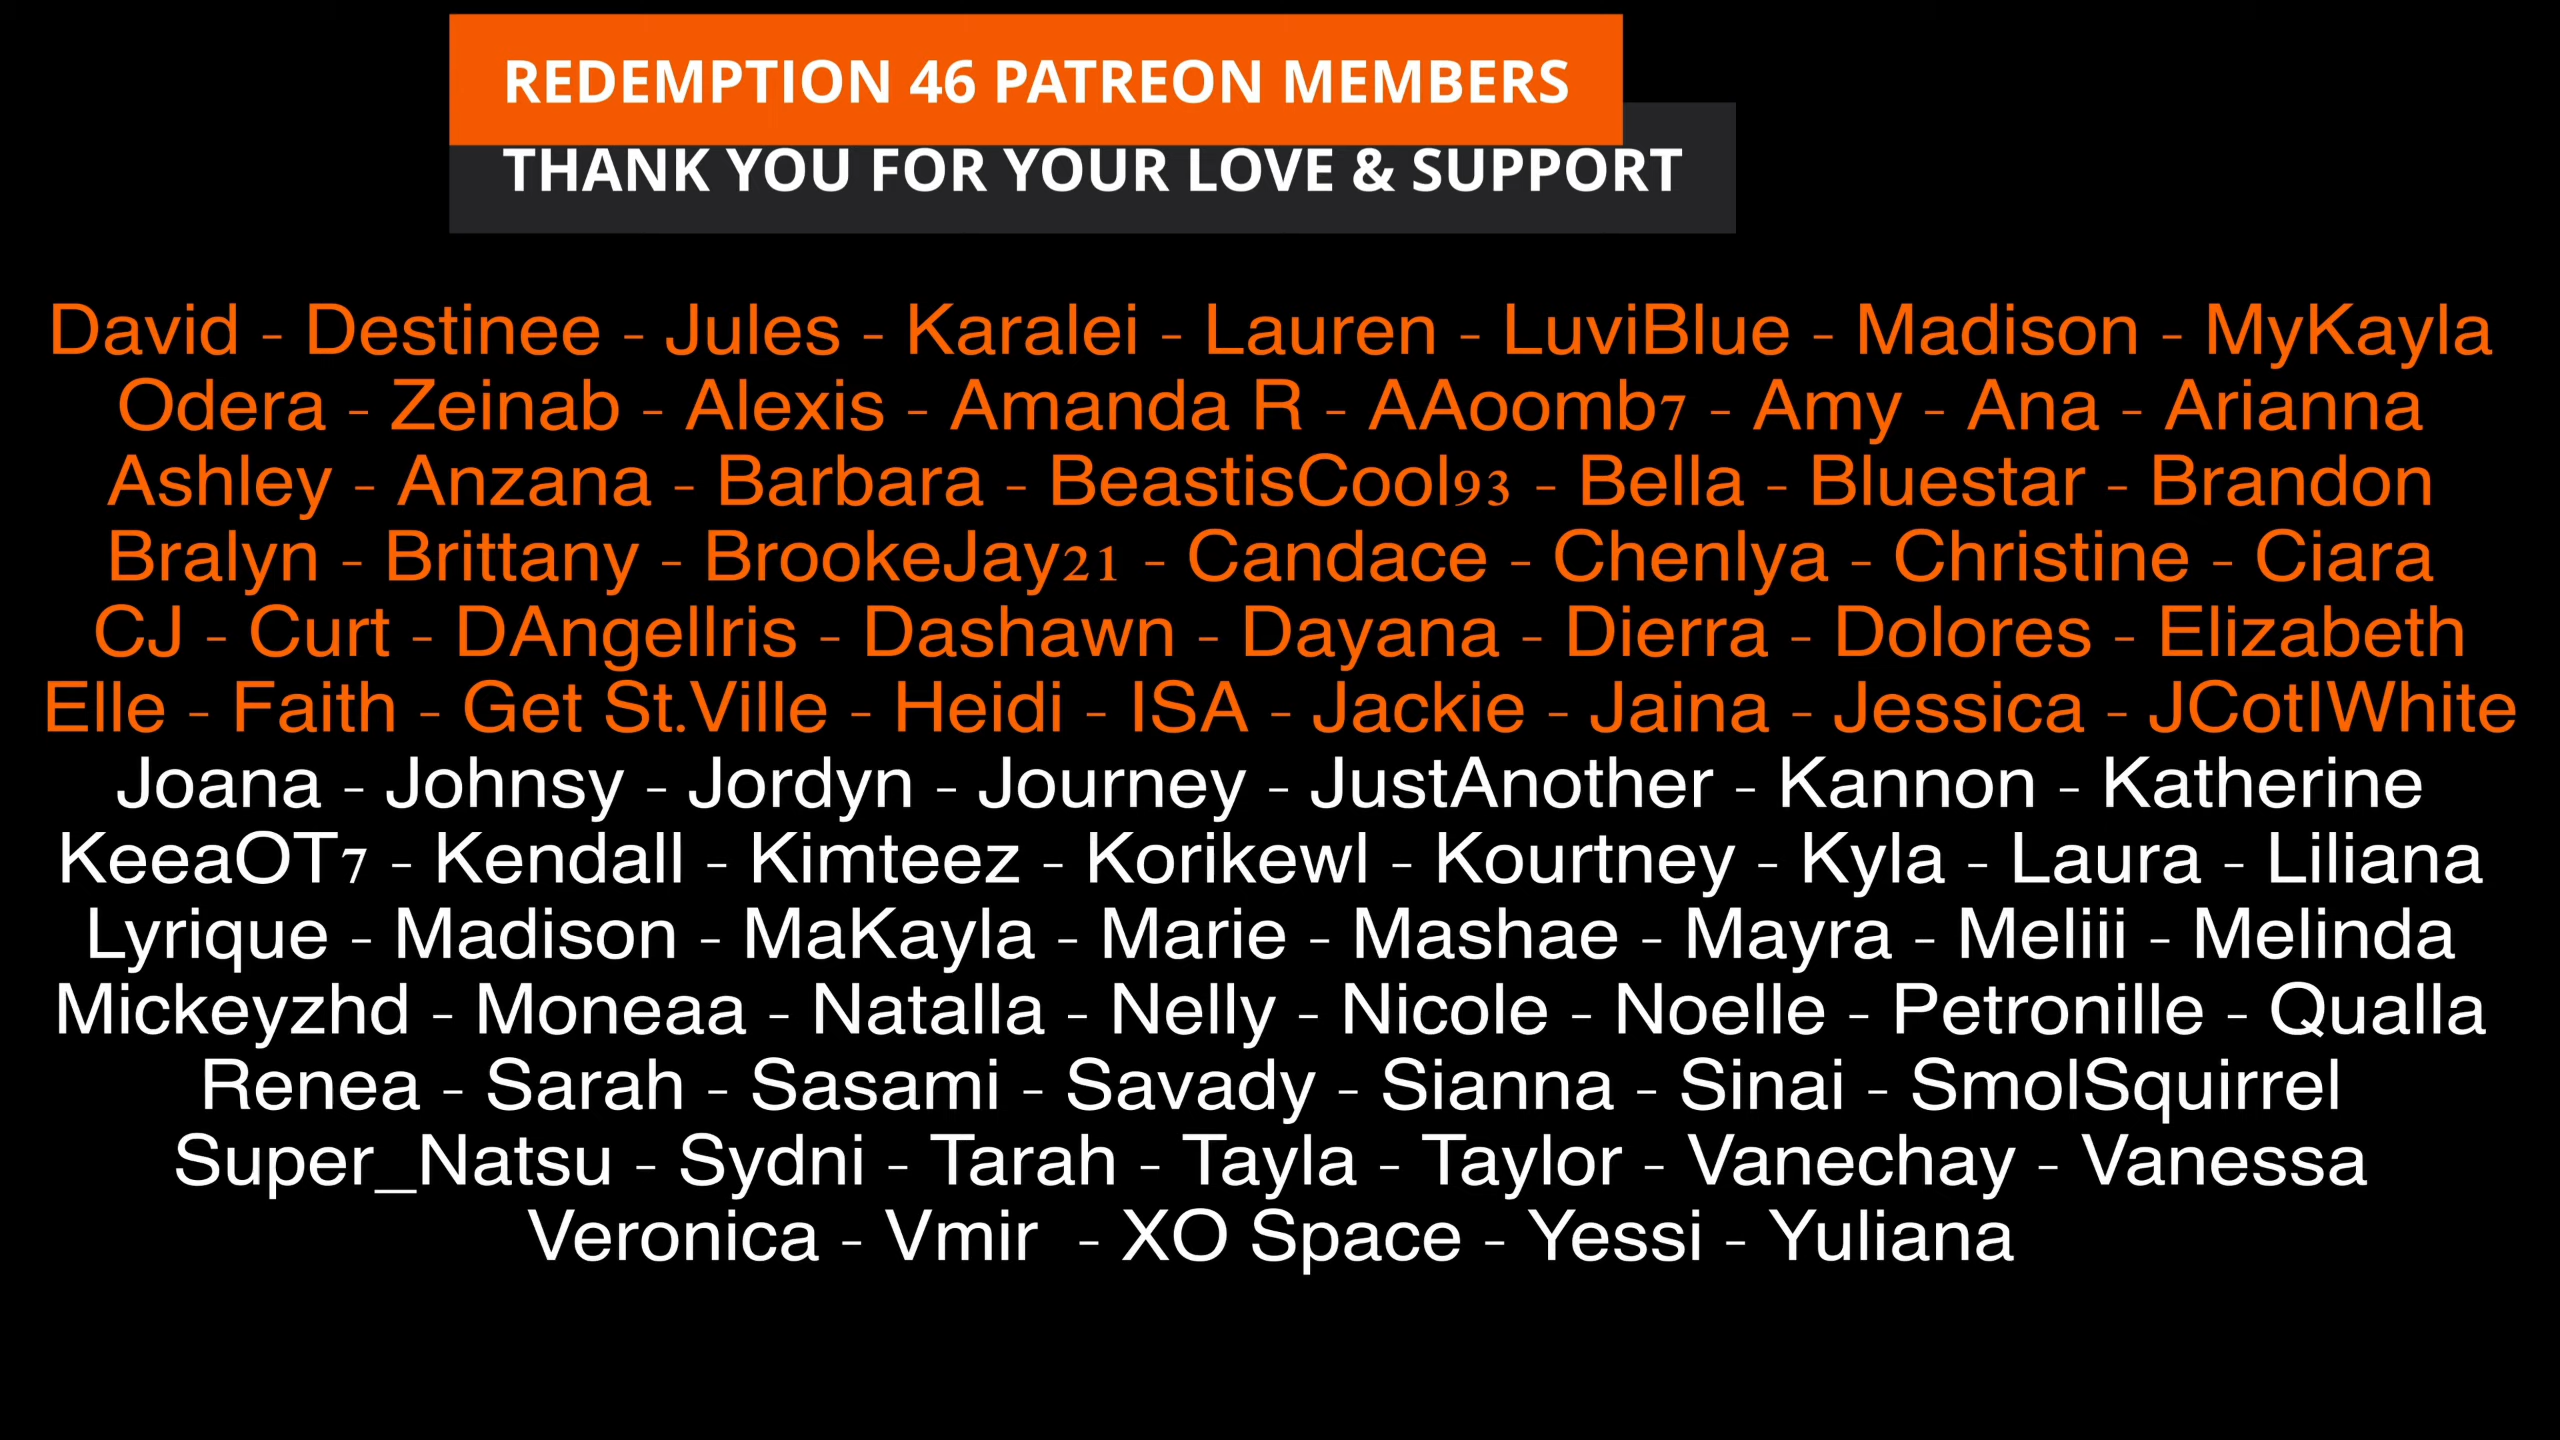 REDEMPTION 46 PATREON MEMBERS
THANK YOU FOR YOUR LOVE & SUPPORT
David - Destinee - Jules - Karalei - Lauren - LuviBlue - Madison - MyKayla
Odera - Zeinab - Alexis - Amanda R - AAoomb7 - Amy - Ana - Arianna
Ashley - Anzana - Barbara - BeastisCool93 - Bella - Bluestar - Brandon
Bralyn - Brittany - BrookeJay21 - Candace - Chenlya - Christine - Ciara
CJ - Curt - DAngelIris - Dashawn - Dayana - Dierra - Dolores - Elizabeth
Elle - Faith - Get St.Ville - Heidi - ISA - Jackie - Jaina - Jessica - JCotIWhite
Joana - Johnsy - Jordyn - Journey - JustAnother - Kannon - Katherine
KeeaOT7 - Kendall - Kimteez - Korikewl - Kourtney - Kyla - Laura - Liliana
Lyrique - Madison - MaKayla - Marie - Mashae - Mayra - Meliii - Melinda
Mickeyzhd - Moneaa - Natalla - Nelly - Nicole - Noelle - Petronille - Qualla
Renea - Sarah - Sasami - Savady - Sianna - Sinai - SmolSquirrel
Super_Natsu - Sydni - Tarah - Tayla - Taylor - Vanechay - Vanessa
Veronica - Vmir - XO Space - Yessi - Yuliana